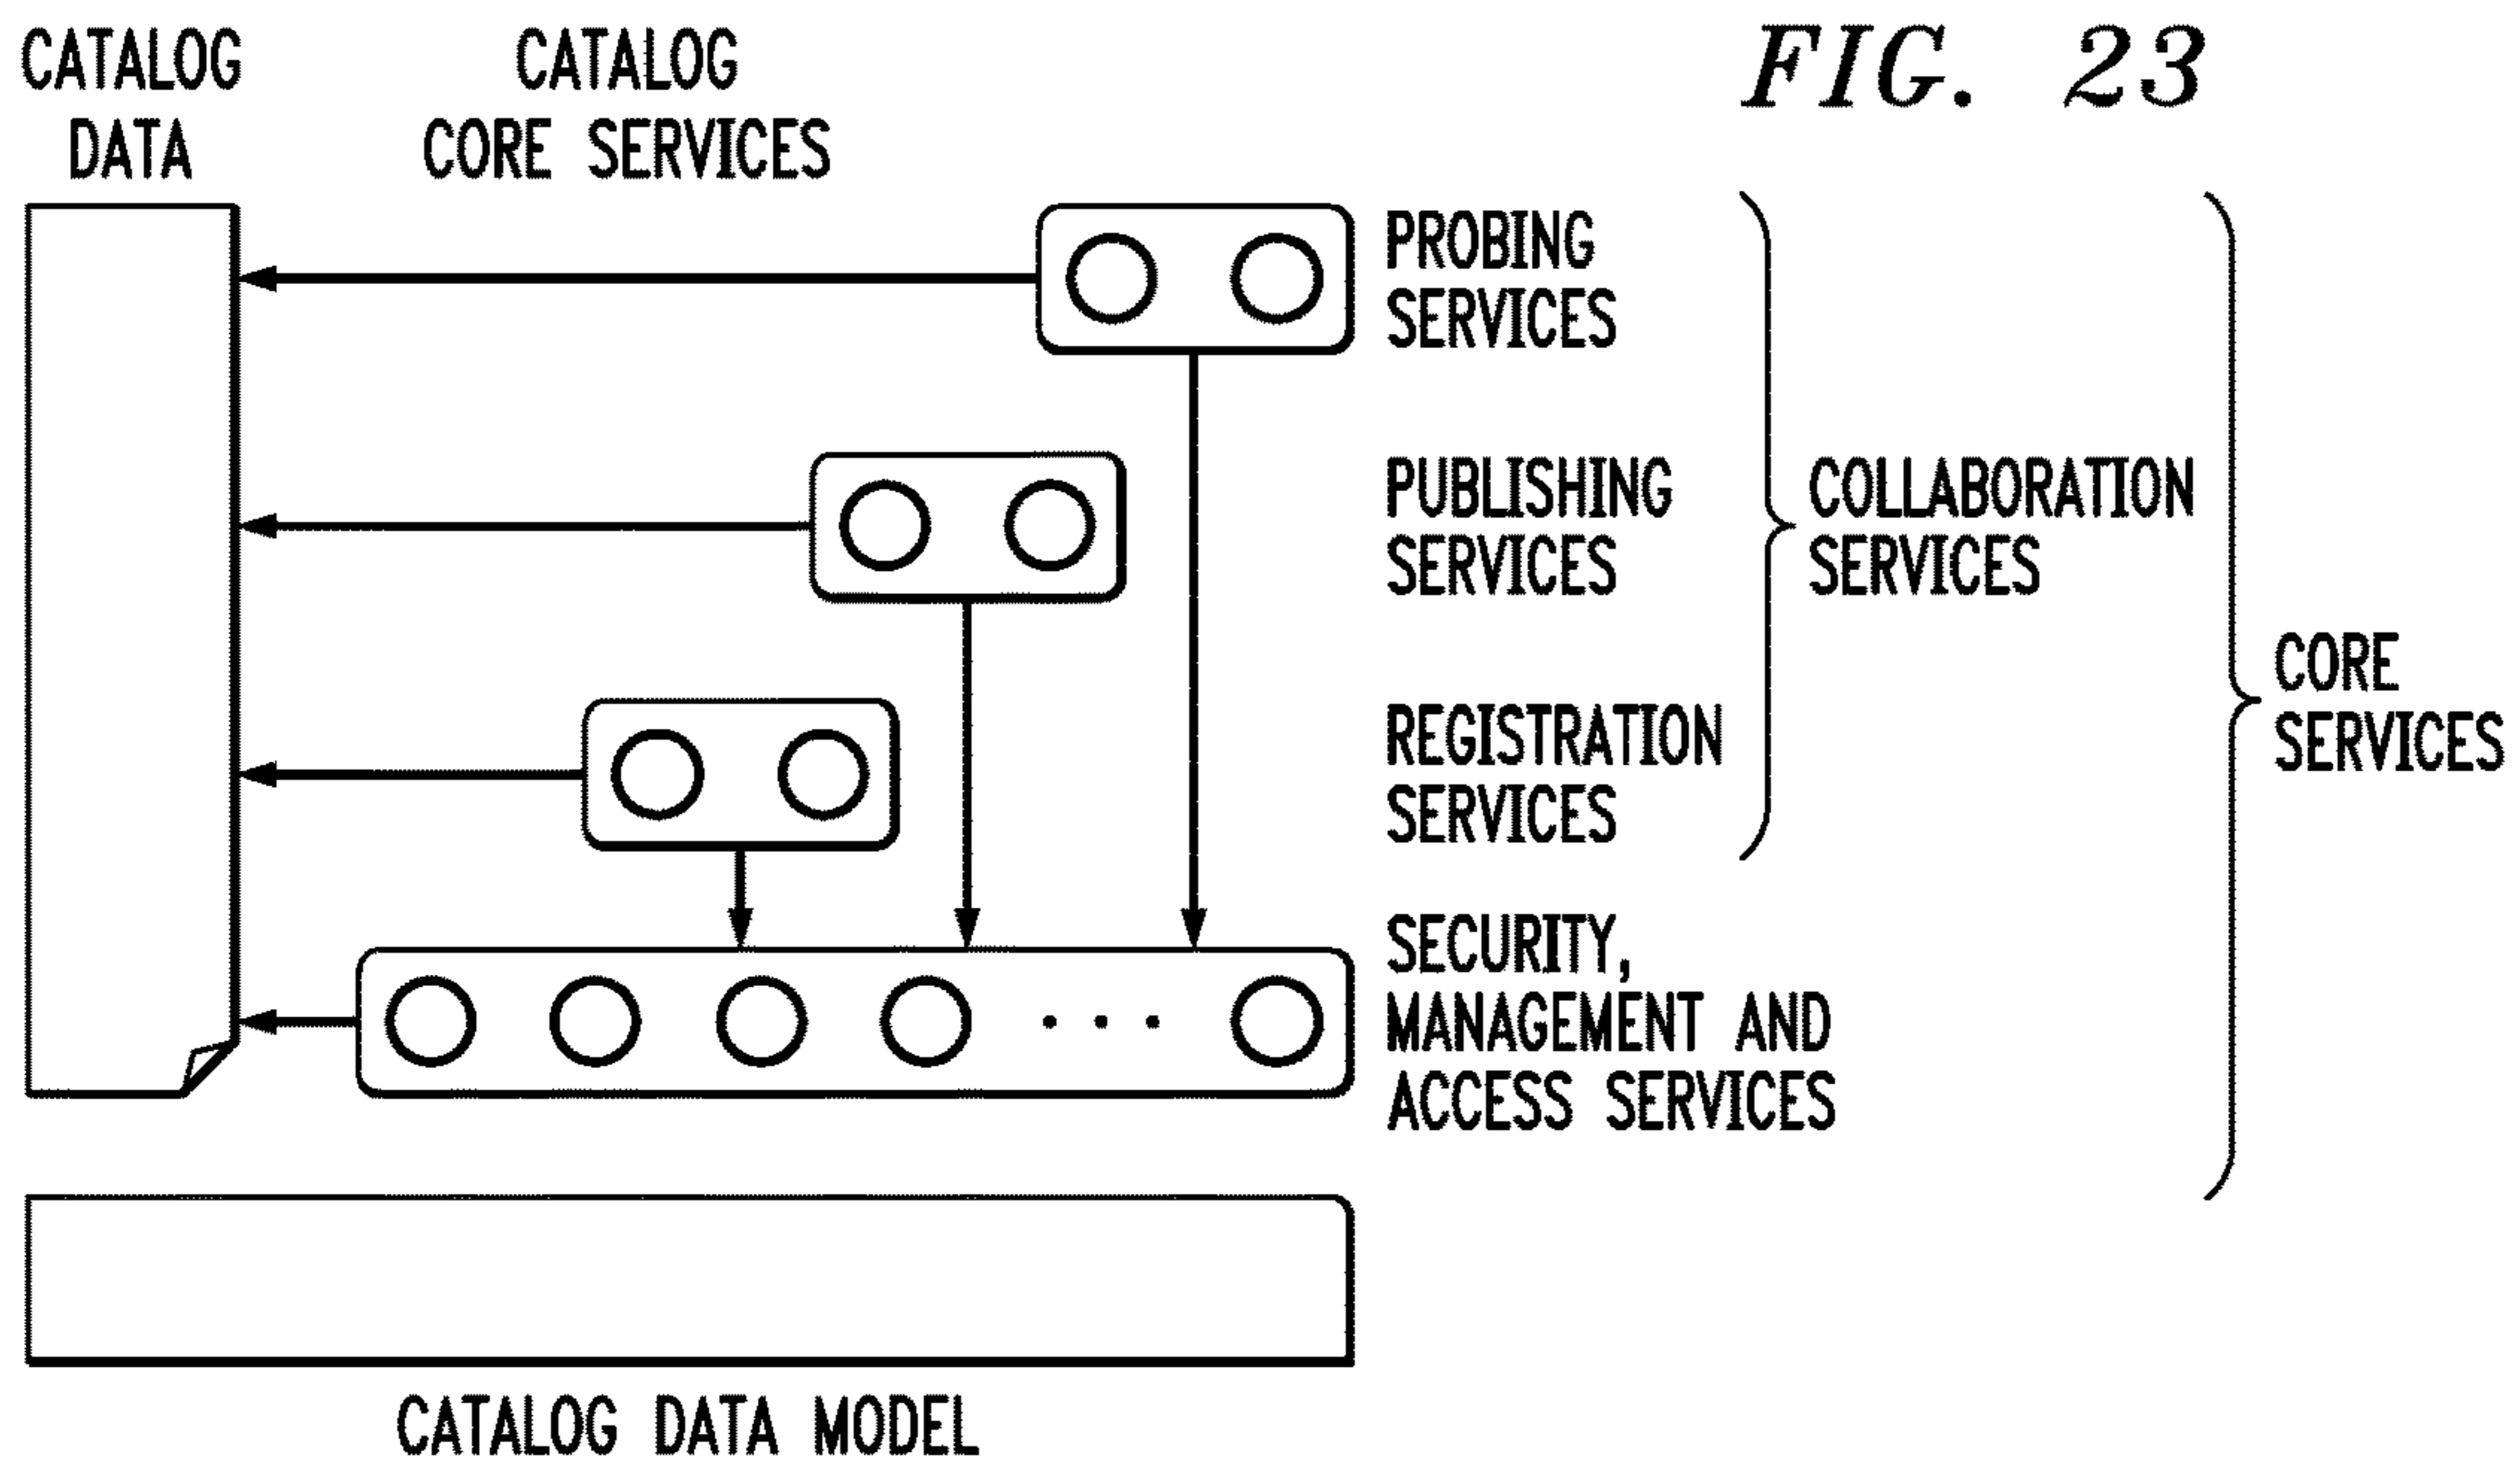 CATALOG
DATA
CATALOG
CORE SERVICES
FIG. 23
PROBING
SERVICES
PUBLISHING
SERVICES
COLLABORATION
SERVICES
REGISTRATION
SERVICES
CORE
SERVICES
SECURITY,
MANAGEMENT AND
ACCESS SERVICES
CATALOG DATA MODEL